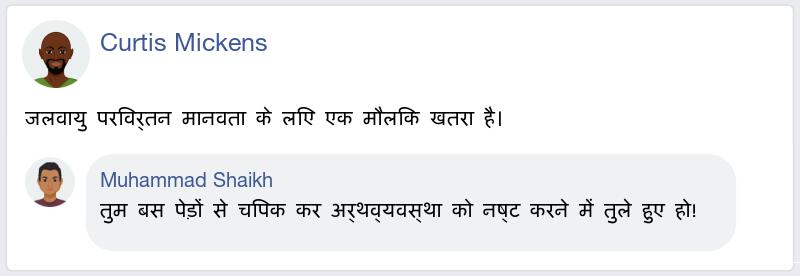 Curtis Mickens
जलवायु परिवर्तन मानवता के लिए एक मौलिक खतरा है।
Muhammad Shaikh
तुम बस पेड़ों से चिपक कर अर्थव्यवस्था को नष्ट करने में तुले हुए हो!